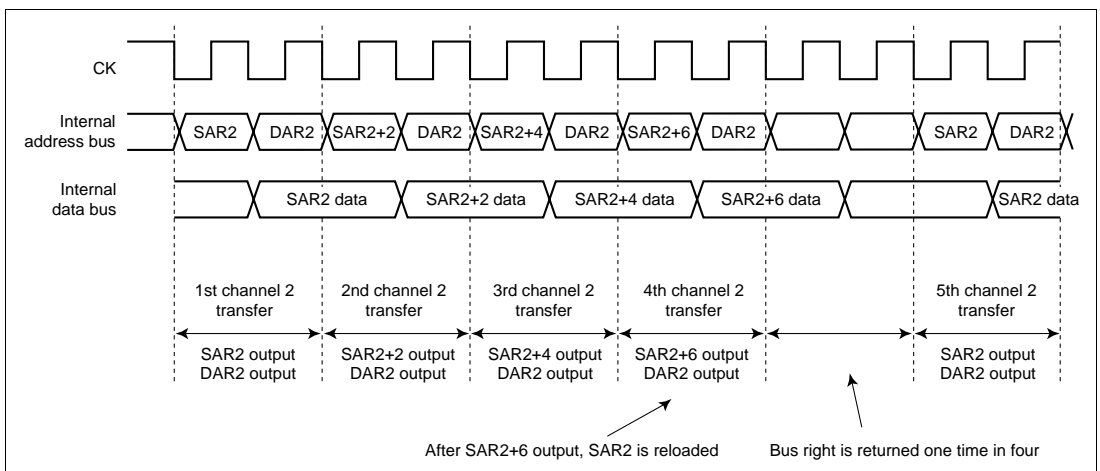 CK
Internal
address bus
SAR2 DAR2 SAR2+2 DAR2 SAR2+4 DAR2 SAR2+6 DAR2 SAR2 DAR2
Internal
data bus
SAR2 data SAR2+2 data SAR2+4 data SAR2+6 data SAR2 data
1st channel 2
transfer
2nd channel 2
transfer
3rd channel 2
transfer
4th channel 2
transfer
5th channel 2
transfer
SAR2 output
DAR2 output
SAR2+2 output
DAR2 output
SAR2+4 output
DAR2 output
SAR2+6 output
DAR2 output
SAR2 output
DAR2 output
After SAR2+6 output, SAR2 is reloaded
Bus right is returned one time in four